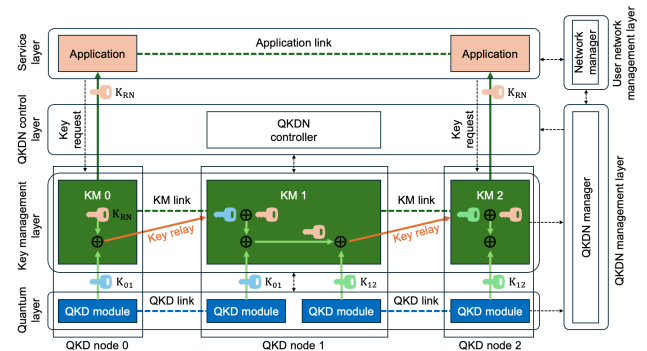 Service
layer
Application
Application link
Application
Network
manager
User network
management layer
K_RN
K_RN
QKDN control
layer
Key
request
QKDN
controller
Key
request
Key management
layer
KM 0
K_RN
KM link
KM 1
KM link
KM 2
Key relay
Key relay
QKDN manager
QKDN management layer
K_01
K_01
K_12
K_12
Quantum
layer
QKD module
QKD link
QKD module
QKD module
QKD link
QKD module
QKD node 0
QKD node 1
QKD node 2